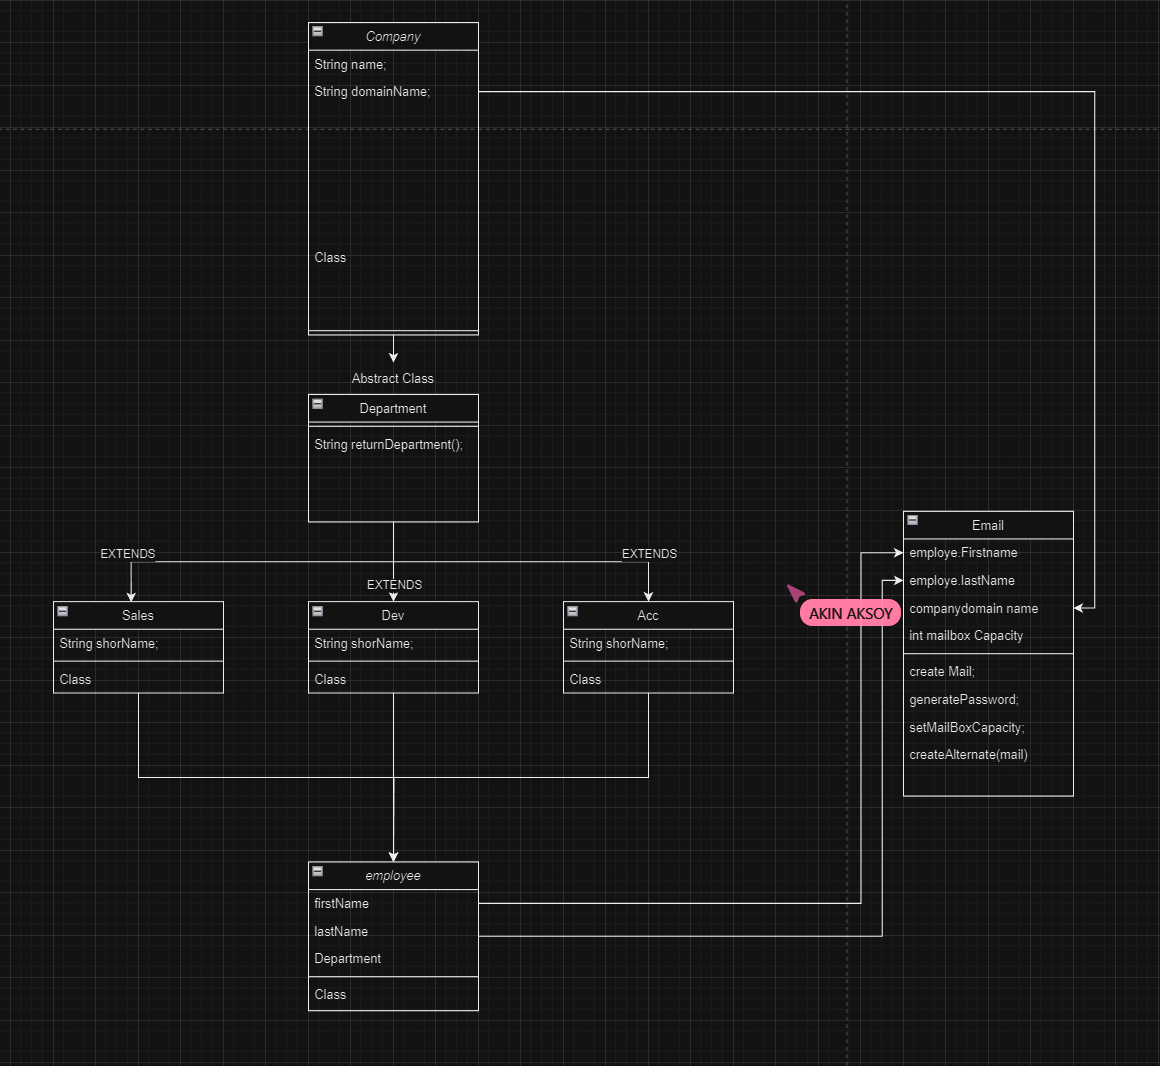 Company
String name;
String domainName;
Class
Abstract Class
Department
String returnDepartment();
EXTENDS
EXTENDS
EXTENDS
Sales
String shorName;
Class
Dev
String shorName;
Class
Acc
String shorName;
Class
AKIN AKSOY
Email
employe.Firstname
employe.lastName
companydomain name
int mailbox Capacity
create Mail;
generatePassword;
setMailBoxCapacity;
createAlternate(mail)
employee
firstName
lastName
Department
Class